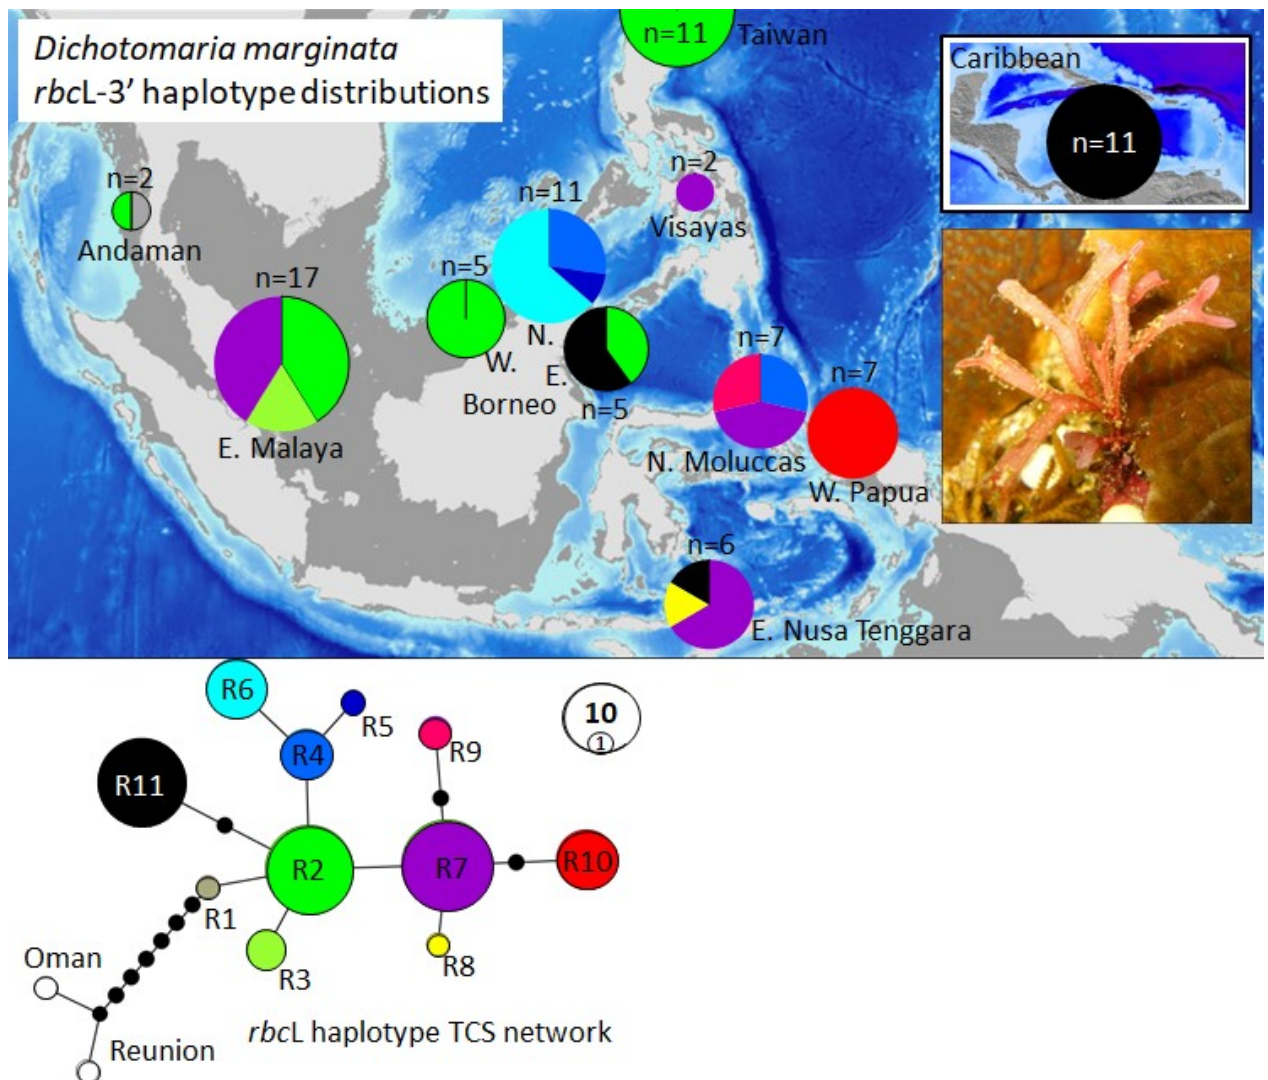 Dichotomaria marginata
rbcL-3’ haplotype distributions
n=11
Taiwan
Caribbean
n=11
n=2
Andaman
n=17
E. Malaya
n=5
W.
n=11
N.
E.
Borneo
n=5
n=2
Visayas
n=7
N. Moluccas
n=7
W. Papua
n=6
E. Nusa Tenggara
R6
R5
R4
R9
10
1
R11
R2
R7
R10
R1
R3
R8
Oman
Reunion
rbcL haplotype TCS network